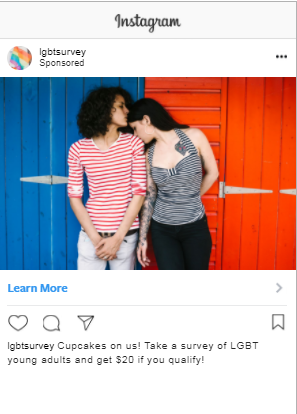 Instagram
lgbtsurvey
Sponsored
Learn More
lgbtsurvey Cupcakes on us! Take a survey of LGBT
young adults and get $20 if you qualify!